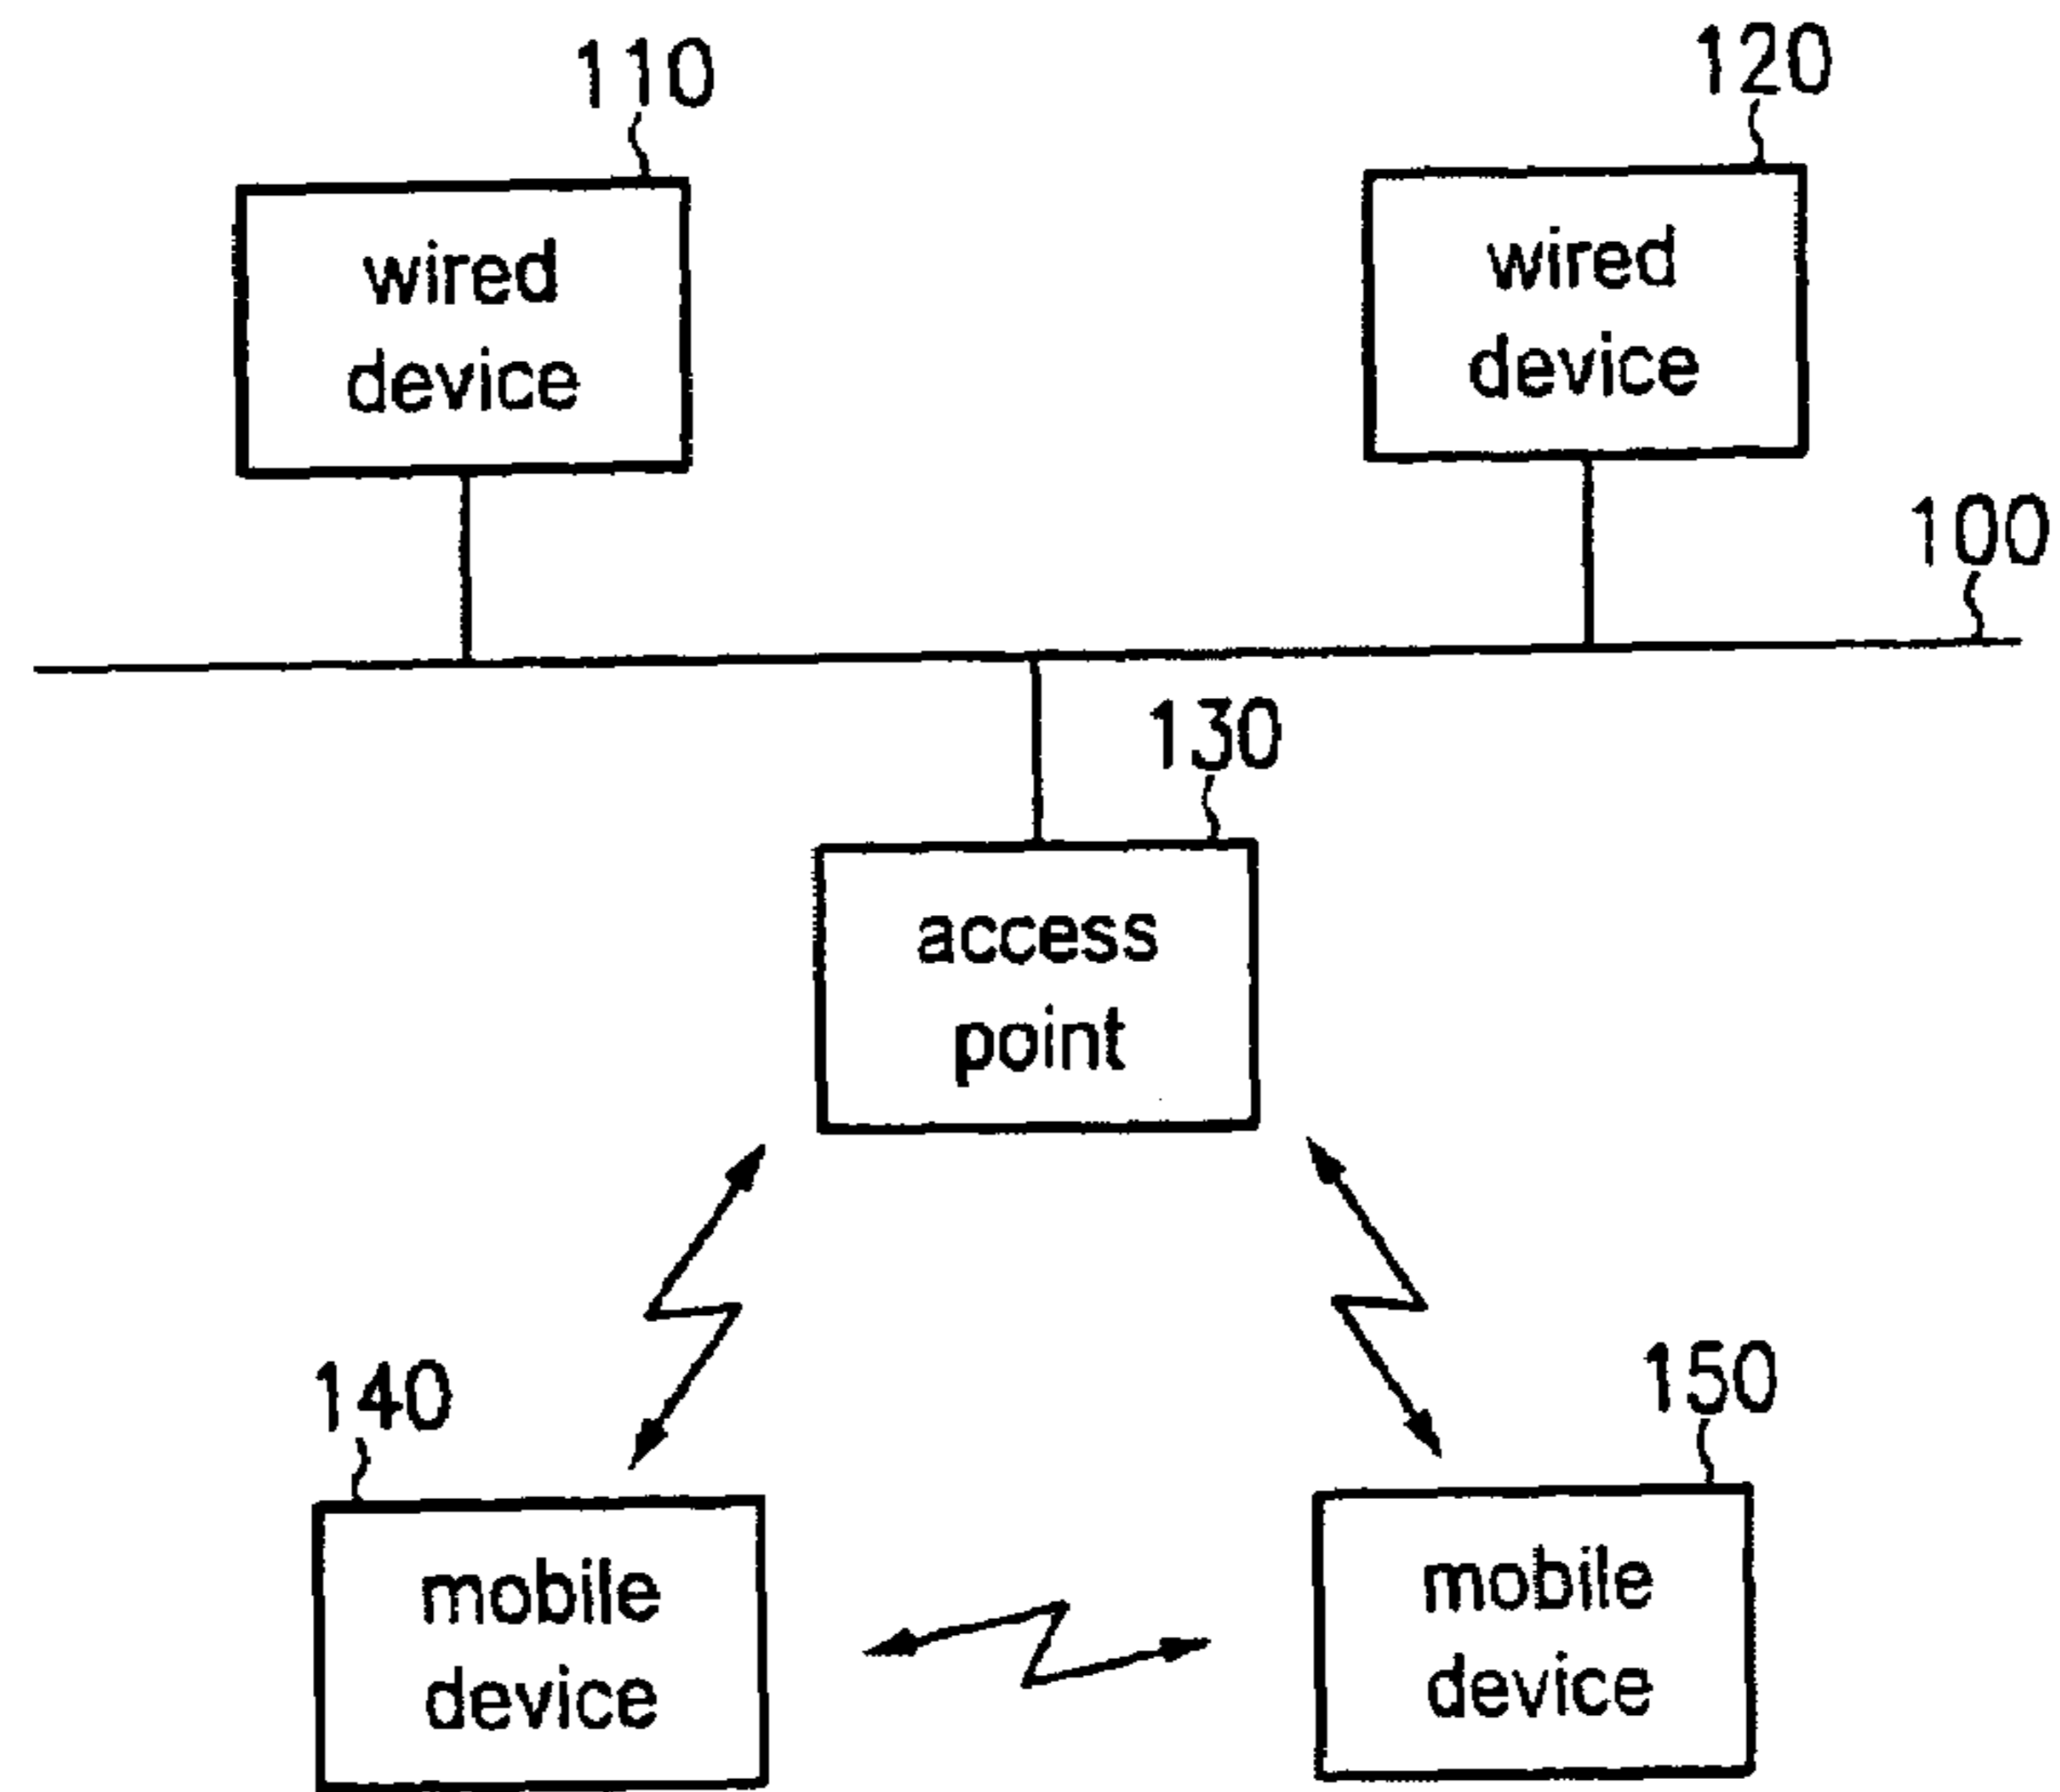 110
120
wired
device
wired
device
100
130
access
point
140
150
mobile
device
mobile
device